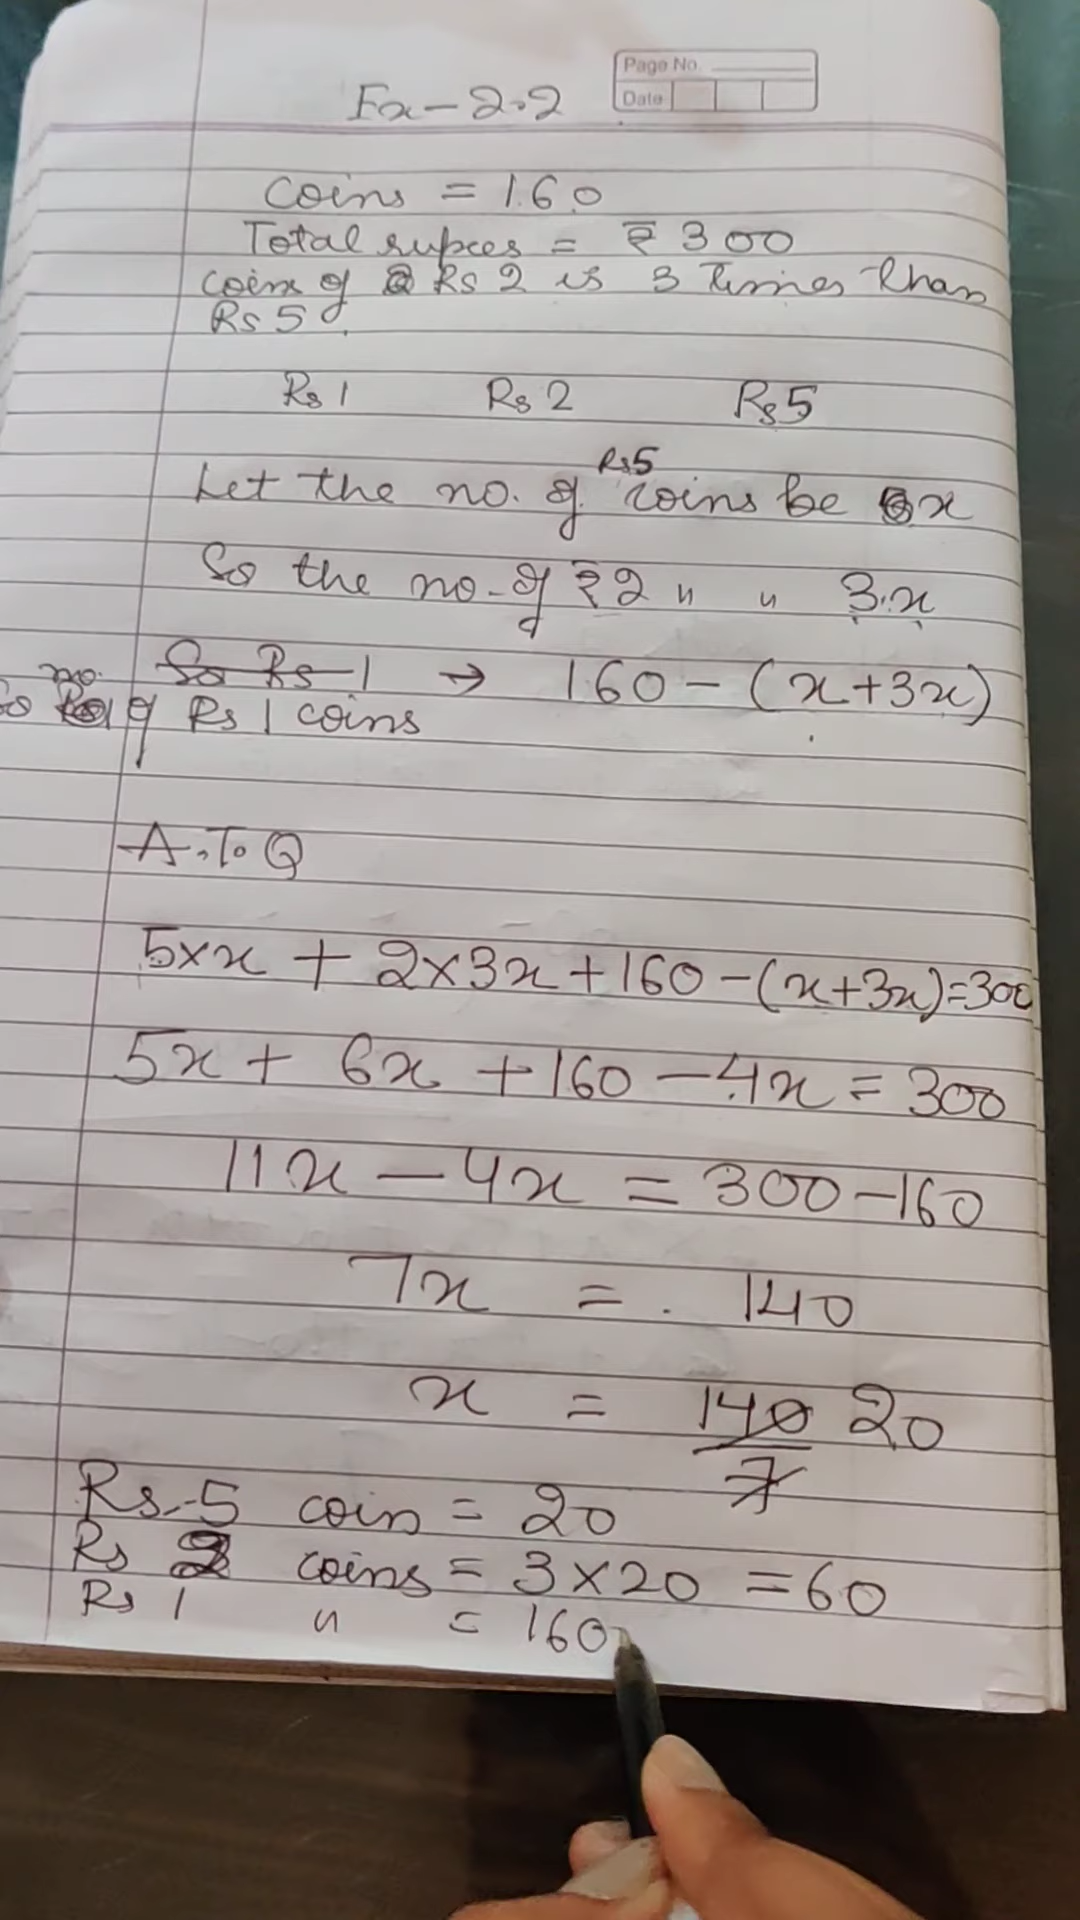 Page No.
Date
Ex-2.2
Coins = 160
Total rupees = ₹300
coins of Rs 2 is 3 times than
Rs 5
Rs 1 Rs 2 Rs 5
Rs5
Let the no. of coins be x
So the no. of ₹2 " " 3x
So Rs 1 → 160 - (x+3x)
no.
So of Rs 1 coins
A.T.Q
5×x + 2×3x + 160 - (x+3x) = 300
5x + 6x + 160 - 4x = 300
11x - 4x = 300 - 160
7x = 140
x = 140/7 20
Rs 5 coin = 20
Rs 2 coins = 3×20 = 60
Rs 1 " = 160